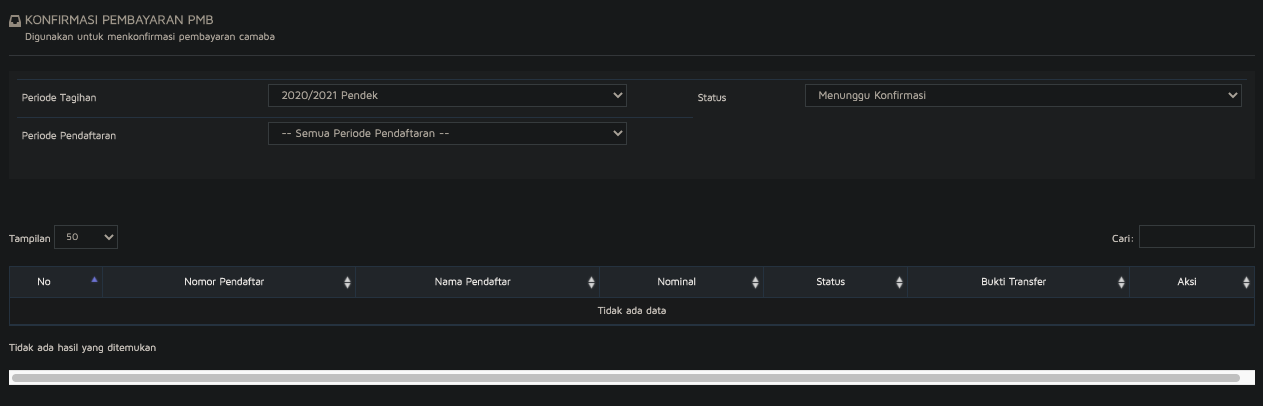 KONFIRMASI PEMBAYARAN PMB
Digunakan untuk menkonfirmasi pembayaran camaba
Periode Tagihan 2020/2021 Pendek Status Menunggu Konfirmasi
Periode Pendaftaran -- Semua Periode Pendaftaran --
Tampilan 50 Cari:
No Nomor Pendaftar Nama Pendaftar Nominal Status Bukti Transfer Aksi
Tidak ada data
Tidak ada hasil yang ditemukan